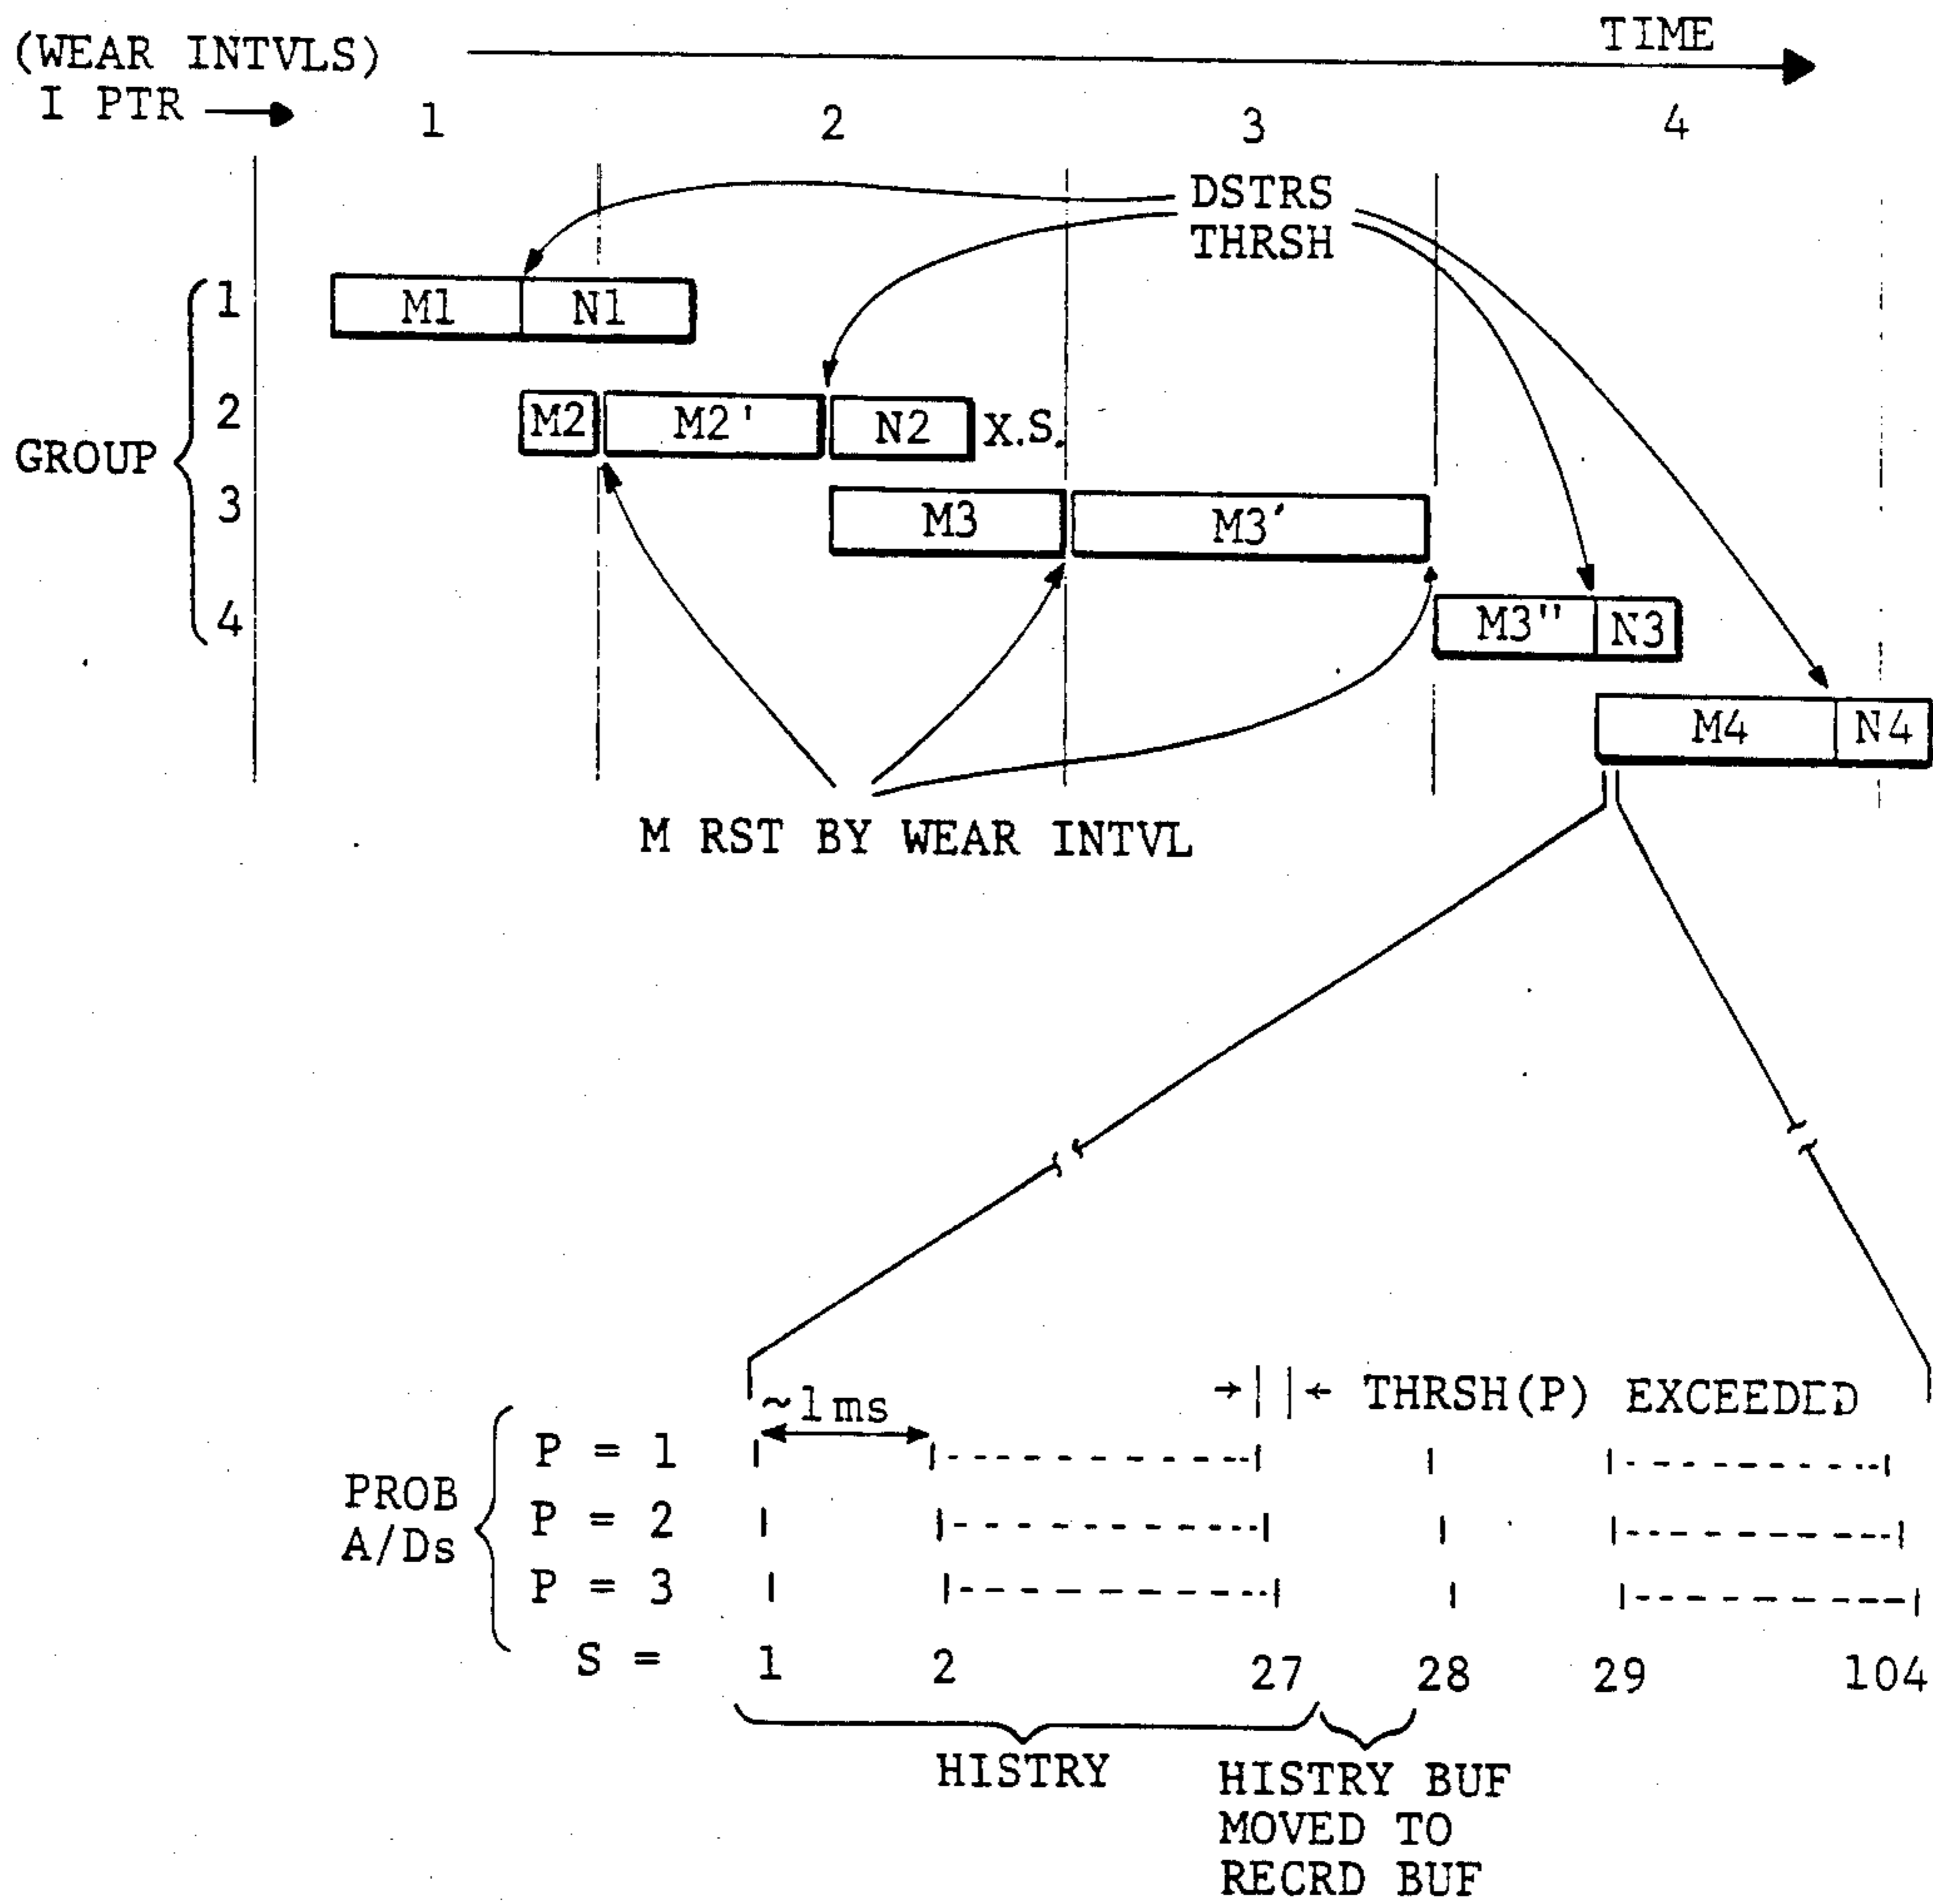 (WEAR INTVLS)
TIME
I PTR
1 2 3 4
DSTRS
THRSH
GROUP
1
M1 N1
2
M2 M2' N2 X.S.
3
M3 M3'
4
M3" N3
M4 N4
M RST BY WEAR INTVL
THRSH(P) EXCEEDED
~1ms
PROB
A/Ds
P = 1
P = 2
P = 3
S = 1 2 27 28 29 104
HISTRY
HISTRY BUF
MOVED TO
RECRD BUF